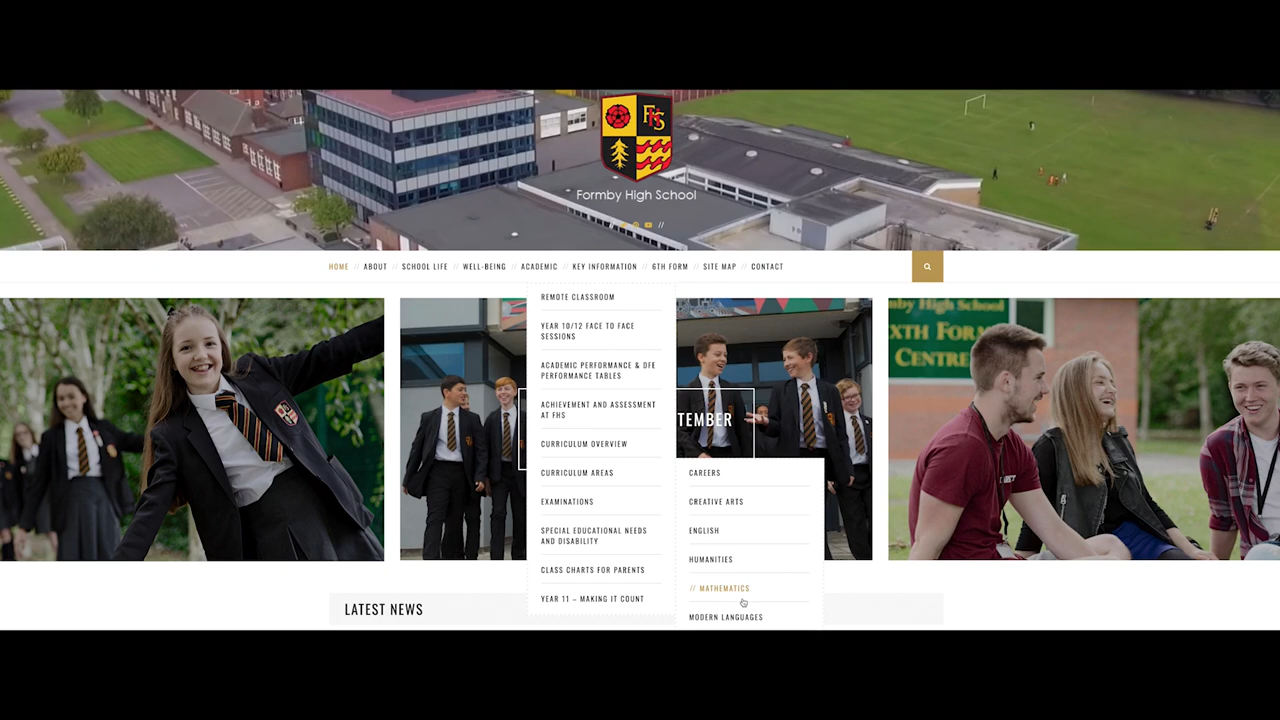 FHS
Formby High School
//
HOME // ABOUT // SCHOOL LIFE // WELL-BEING // ACADEMIC // KEY INFORMATION // 6TH FORM // SITE MAP // CONTACT
REMOTE CLASSROOM
YEAR 10/12 FACE TO FACE
SESSIONS
ACADEMIC PERFORMANCE & DFE
PERFORMANCE TABLES
ACHIEVEMENT AND ASSESSMENT
AT FHS
CURRICULUM OVERVIEW
CURRICULUM AREAS
EXAMINATIONS
SPECIAL EDUCATIONAL NEEDS
AND DISABILITY
CLASS CHARTS FOR PARENTS
YEAR 11 – MAKING IT COUNT
CAREERS
CREATIVE ARTS
ENGLISH
HUMANITIES
// MATHEMATICS
MODERN LANGUAGES
TEMBER
mby High School
XTH FORM
CENTRE
LATEST NEWS